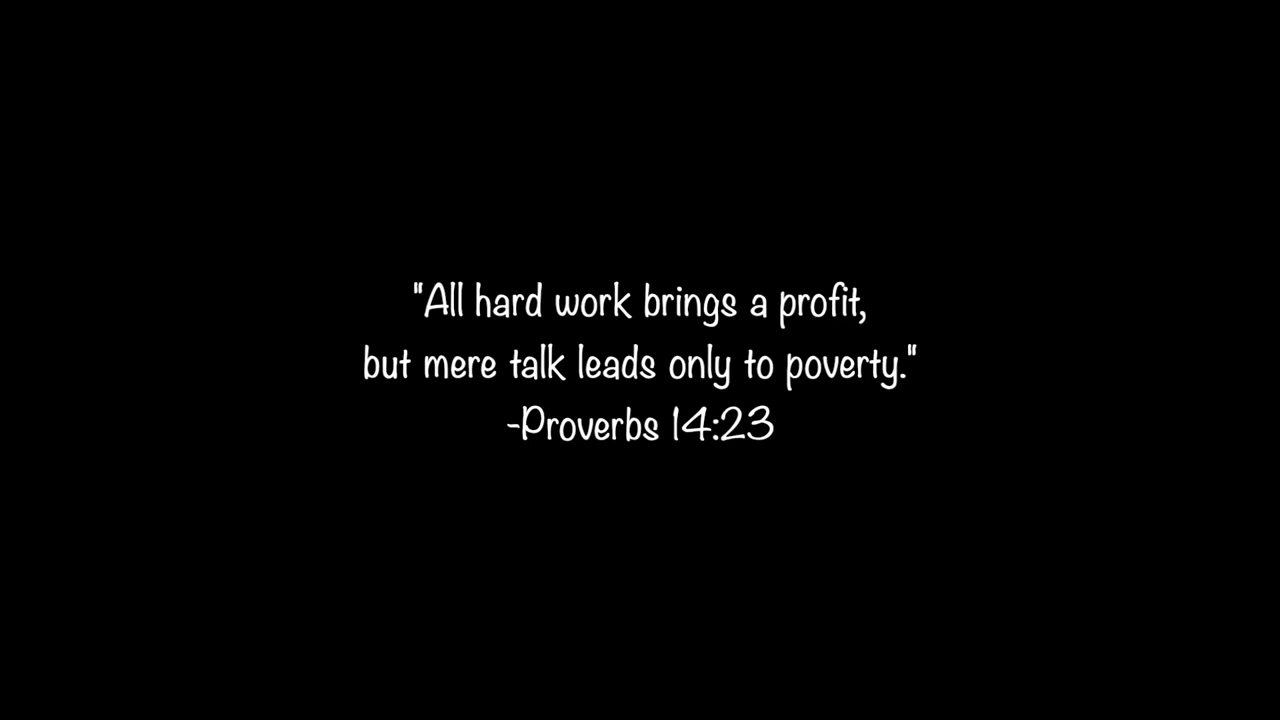 "All hard work brings a profit,
but mere talk leads only to poverty."
-Proverbs 14:23